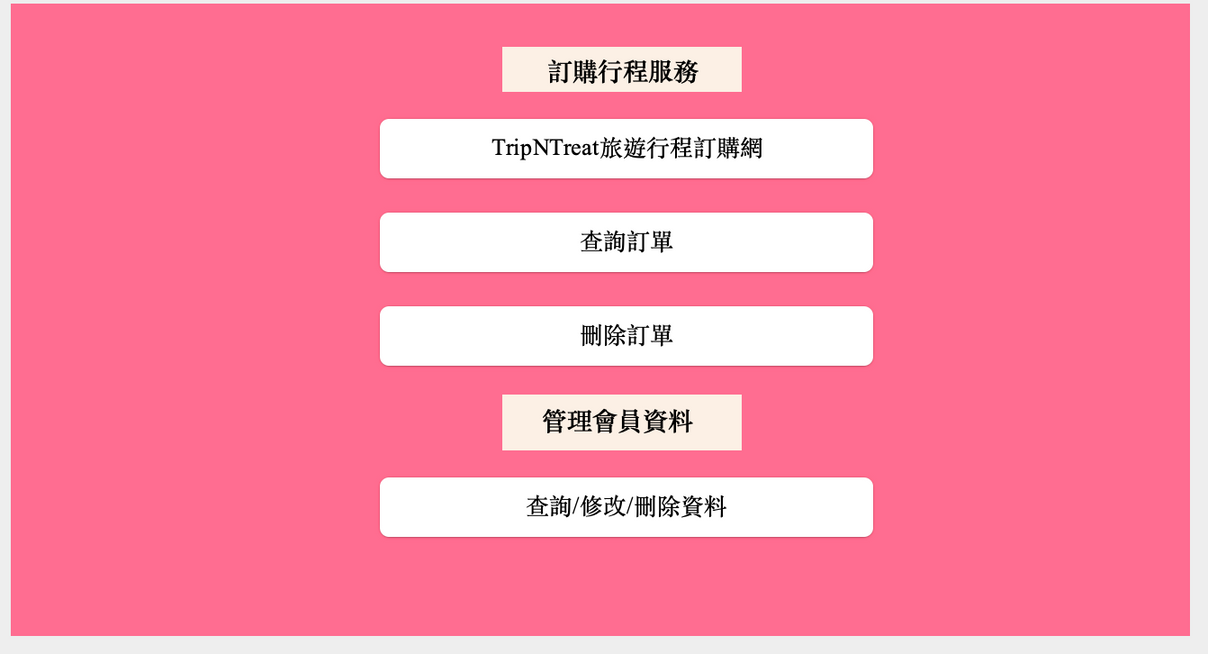 訂購行程服務
TripNTreat旅遊行程訂購網
查詢訂單
刪除訂單
管理會員資料
查詢/修改/刪除資料